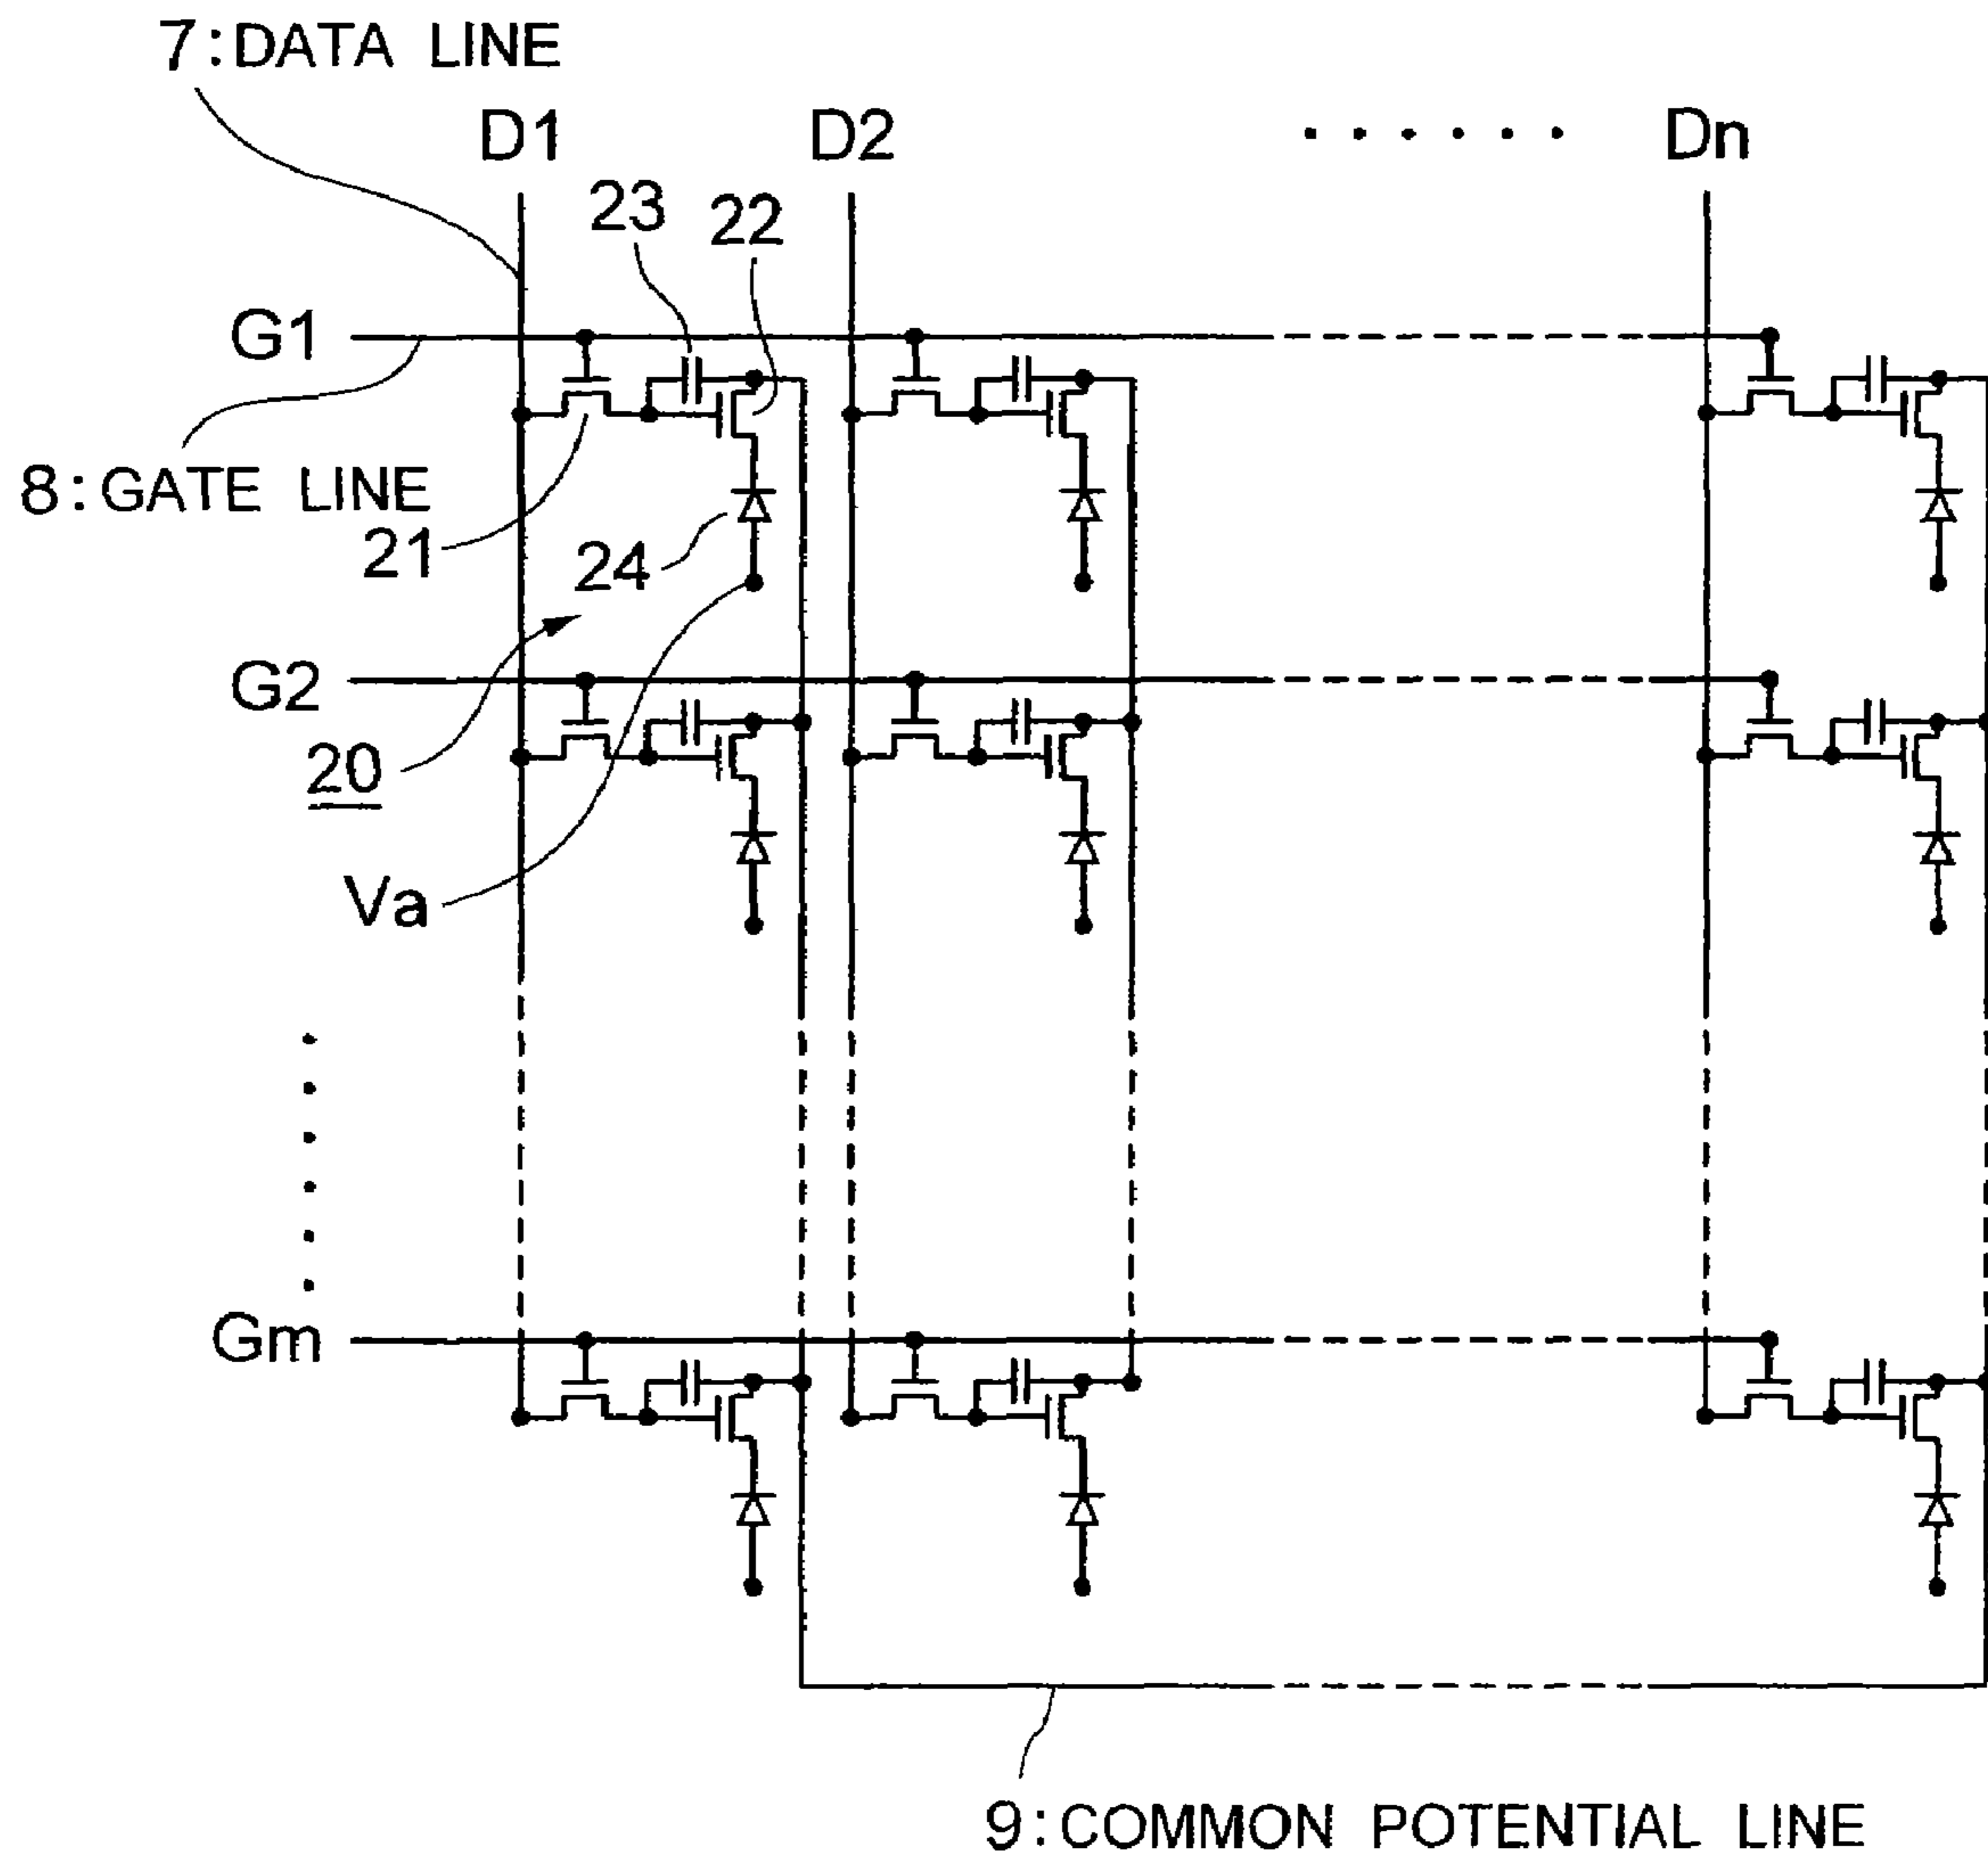 7:DATA LINE
D1 D2 ...... Dn
23 22
G1
8:GATE LINE
21
24
G2
20
Va
Gm
9:COMMON POTENTIAL LINE